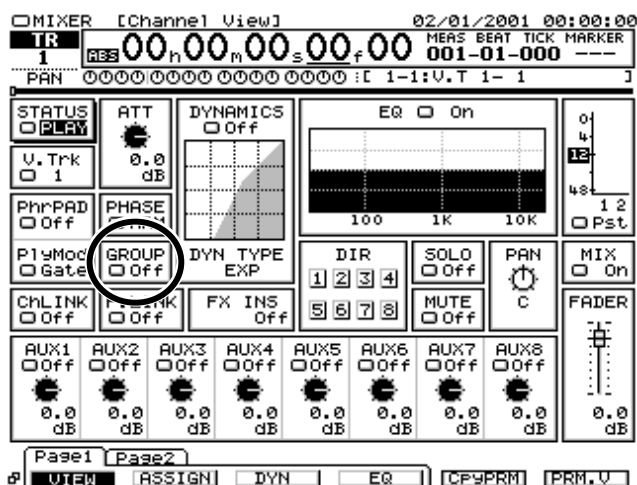 MIXER [Channel View] 02/01/2001 00:00:00
TR 1 ABS 00h00m00s00f00 MEAS BEAT TICK 001-01-000 MARKER ---
PAN :[ 1-1:V.T 1- 1 ]
STATUS PLAY
ATT 0.0 dB
DYNAMICS Off
EQ On
100 1K 10K
0 4 12 48
1 2
Pst
V.Trk 1
PhrPAD Off
PHASE
PlyMod Gate
GROUP Off
DYN TYPE EXP
DIR
1 2 3 4
5 6 7 8
SOLO Off
PAN C
MIX On
ChLINK Off
Off
FX INS Off
MUTE Off
FADER
0.0 dB
AUX1 AUX2 AUX3 AUX4 AUX5 AUX6 AUX7 AUX8
Off Off Off Off Off Off Off Off
0.0 0.0 0.0 0.0 0.0 0.0 0.0 0.0
dB dB dB dB dB dB dB dB
Page1 Page2
VIEW ASSIGN DYN EQ CpyPRM PRM.V